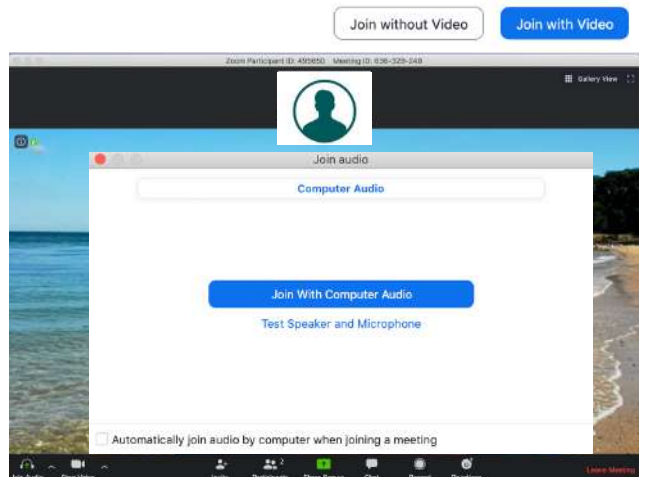 Join without Video
Join with Video
Zoom Participant ID: 495650 Meeting ID: 636-329-248
Gallery View
Join audio
Computer Audio
Join With Computer Audio
Test Speaker and Microphone
Automatically join audio by computer when joining a meeting
2
Leave Meeting